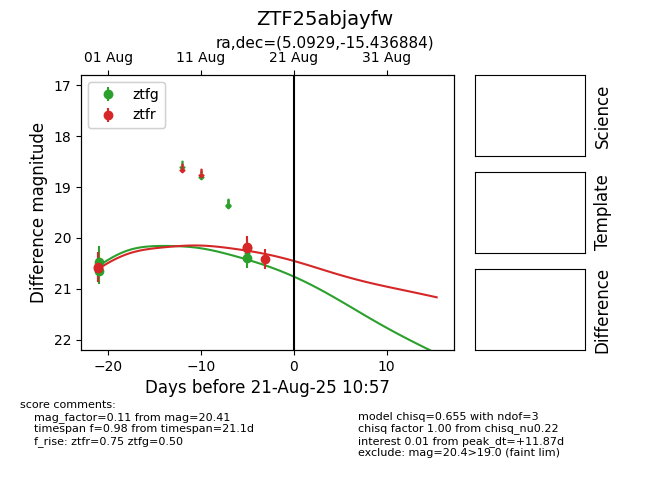 ZTF25abjayfw
ra,dec=(5.0929,-15.436884)
01 Aug 11 Aug 21 Aug 31 Aug
ztfg
ztfr
17
18
19
20
21
22
Difference magnitude
−20 −10 0 10
Days before 21-Aug-25 10:57
Science
Template
Difference
score comments:
mag_factor=0.11 from mag=20.41
timespan f=0.98 from timespan=21.1d
f_rise: ztfr=0.75 ztfg=0.50
model chisq=0.655 with ndof=3
chisq factor 1.00 from chisq_nu0.22
interest 0.01 from peak_dt=+11.87d
exclude: mag=20.4>19.0 (faint lim)